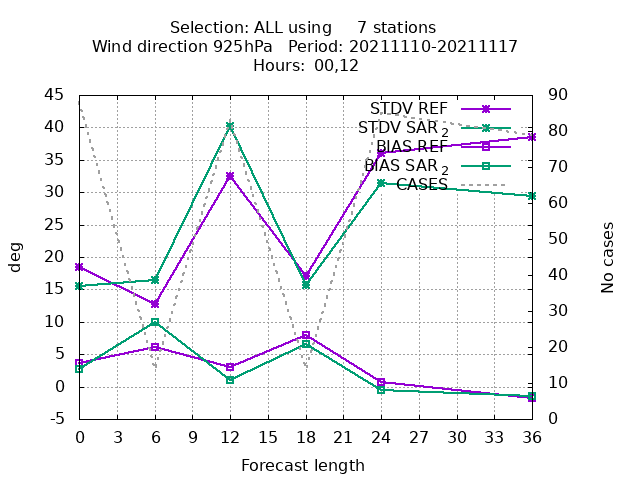 Selection: ALL using 7 stations
Wind direction 925hPa Period: 20211110-20211117
Hours: 00,12
45
40
35
30
25
20
15
10
5
0
-5
deg
STDV REF
STDV SAR 2
BIAS REF
BIAS SAR 2
CASES
90
80
70
60
50
40
30
20
10
0
No cases
0 3 6 9 12 15 18 21 24 27 30 33 36
Forecast length